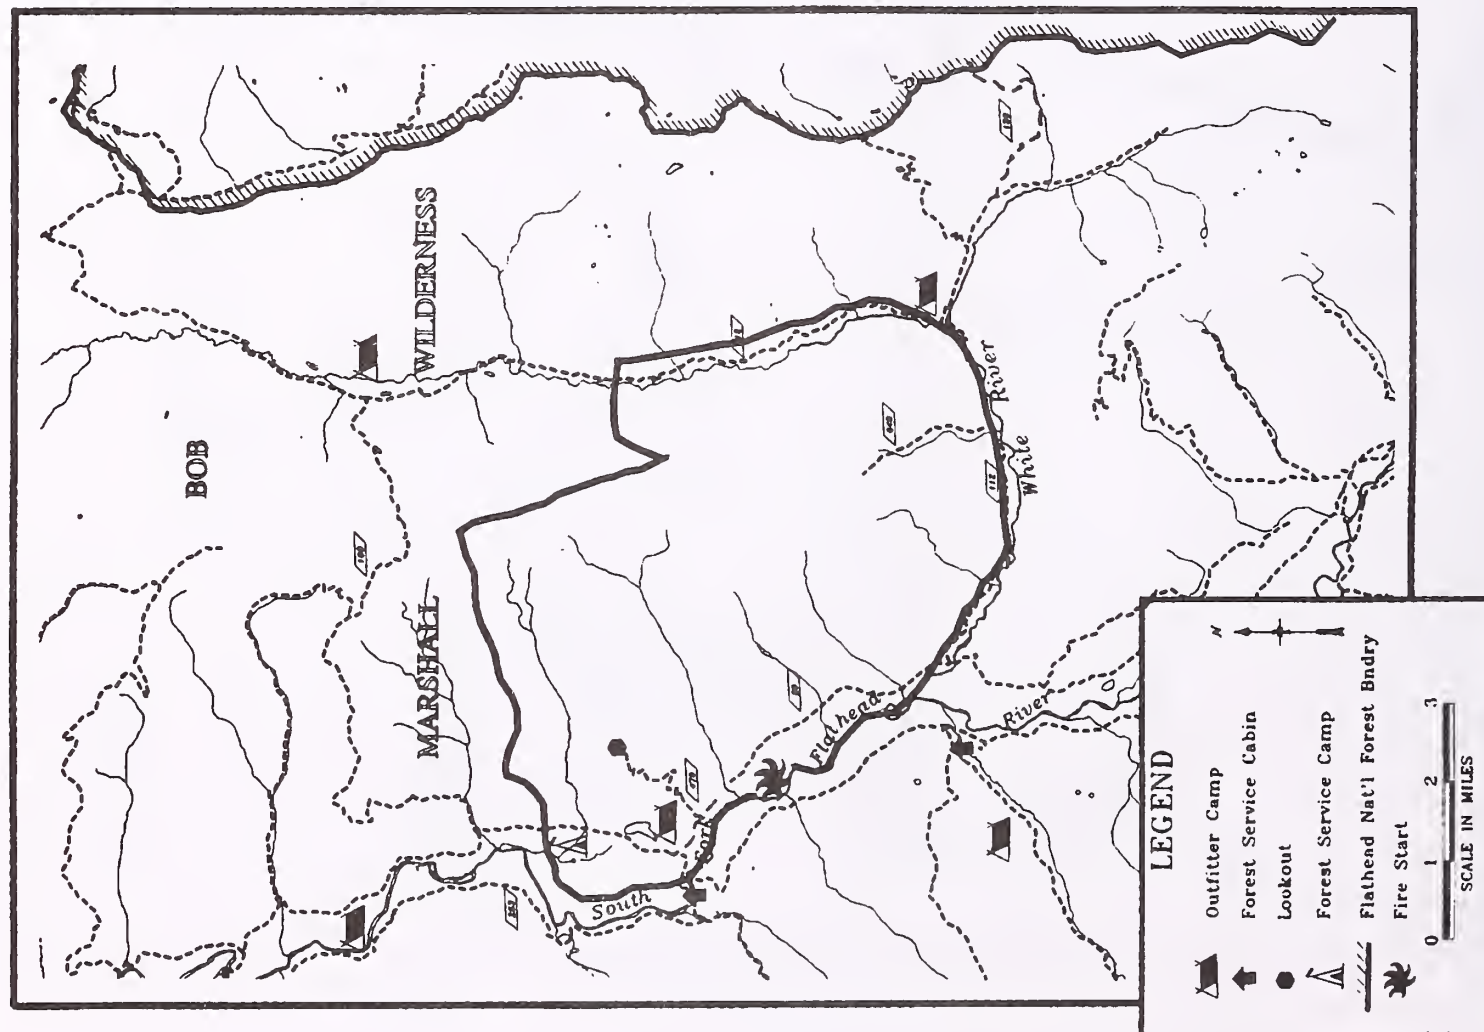 BOB
MARSHALL
WILDERNESS
South
Fork
Flathead
River
White
River
112
LEGEND
N
Outfitter Camp
Forest Service Cabin
Lookout
Forest Service Camp
Flathead Nat'l Forest Bndry
Fire Start
0 1 2 3
SCALE IN MILES